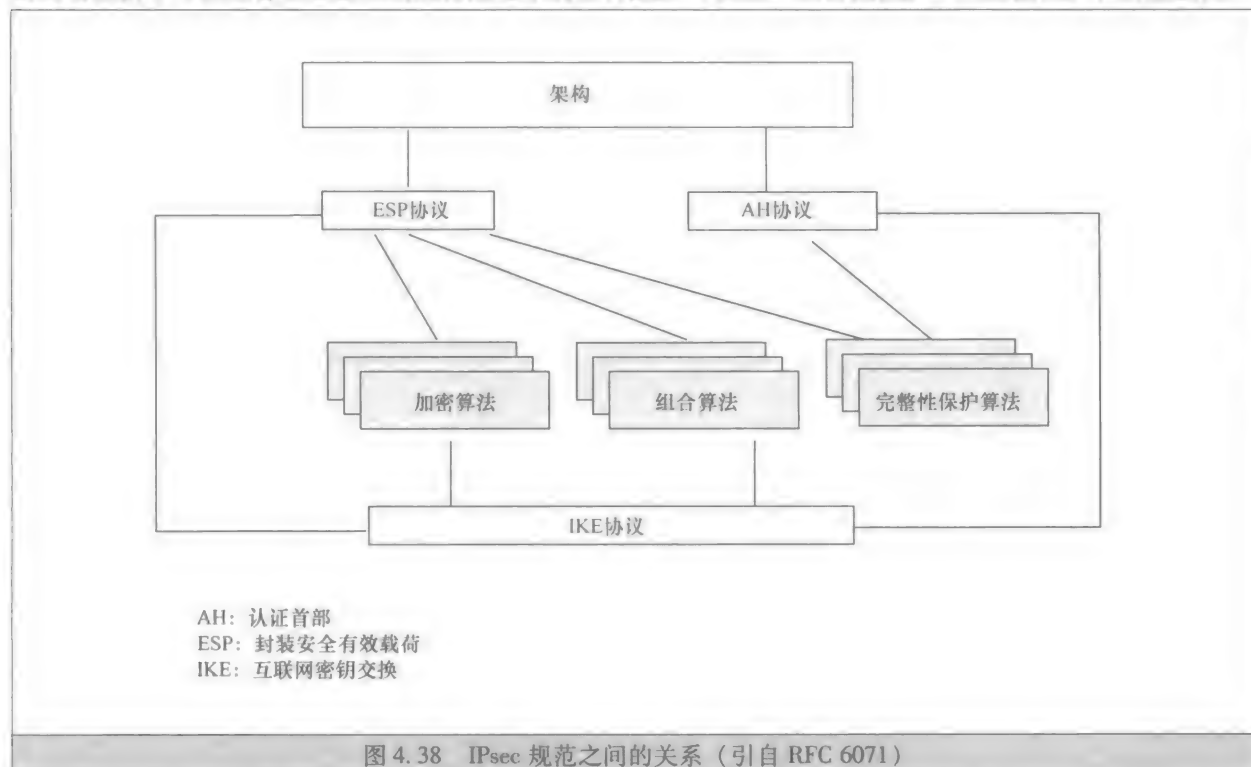 架构
ESP协议
AH协议
加密算法
组合算法
完整性保护算法
IKE协议
AH: 认证首部
ESP: 封装安全有效载荷
IKE: 互联网密钥交换
图 4.38 IPsec 规范之间的关系（引自 RFC 6071）